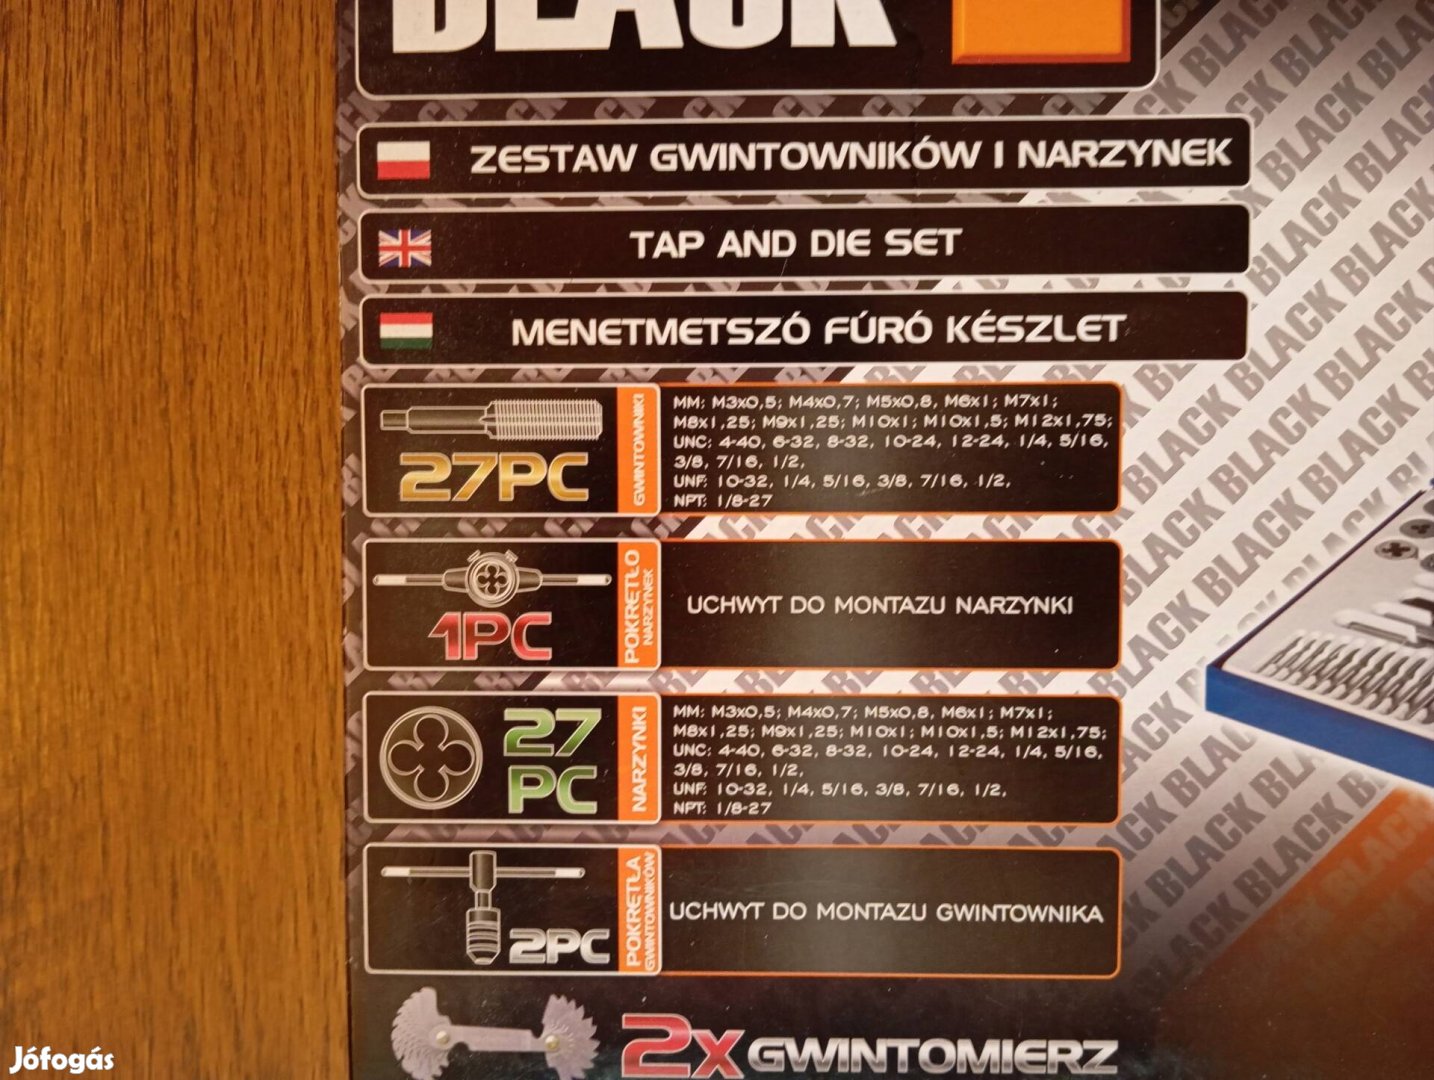 BLACK
ZESTAW GWINTOWNIKÓW I NARZYNEK
TAP AND DIE SET
MENETMETSZÓ FÚRÓ KÉSZLET
27PC
GWINTOWNIKI
MM: M3x0,5; M4x0,7; M5x0,8, M6x1; M7x1;
M8x1,25; M9x1,25; M10x1; M10x1,5; M12x1,75;
UNC: 4-40, 6-32, 8-32, 10-24, 12-24, 1/4, 5/16,
3/8, 7/16, 1/2,
UNF: 10-32, 1/4, 5/16, 3/8, 7/16, 1/2,
NPT: 1/8-27
1PC
POKRETŁO
NARZYNEK
UCHWYT DO MONTAZU NARZYNKI
27
PC
NARZYNKI
MM: M3x0,5; M4x0,7; M5x0,8, M6x1; M7x1;
M8x1,25; M9x1,25; M10x1; M10x1,5; M12x1,75;
UNC: 4-40, 6-32, 8-32, 10-24, 12-24, 1/4, 5/16,
3/8, 7/16, 1/2,
UNF: 10-32, 1/4, 5/16, 3/8, 7/16, 1/2,
NPT: 1/8-27
2PC
POKRETŁA
GWINTOWNIKÓW
UCHWYT DO MONTAZU GWINTOWNIKA
2x GWINTOMIERZ
Jófogás